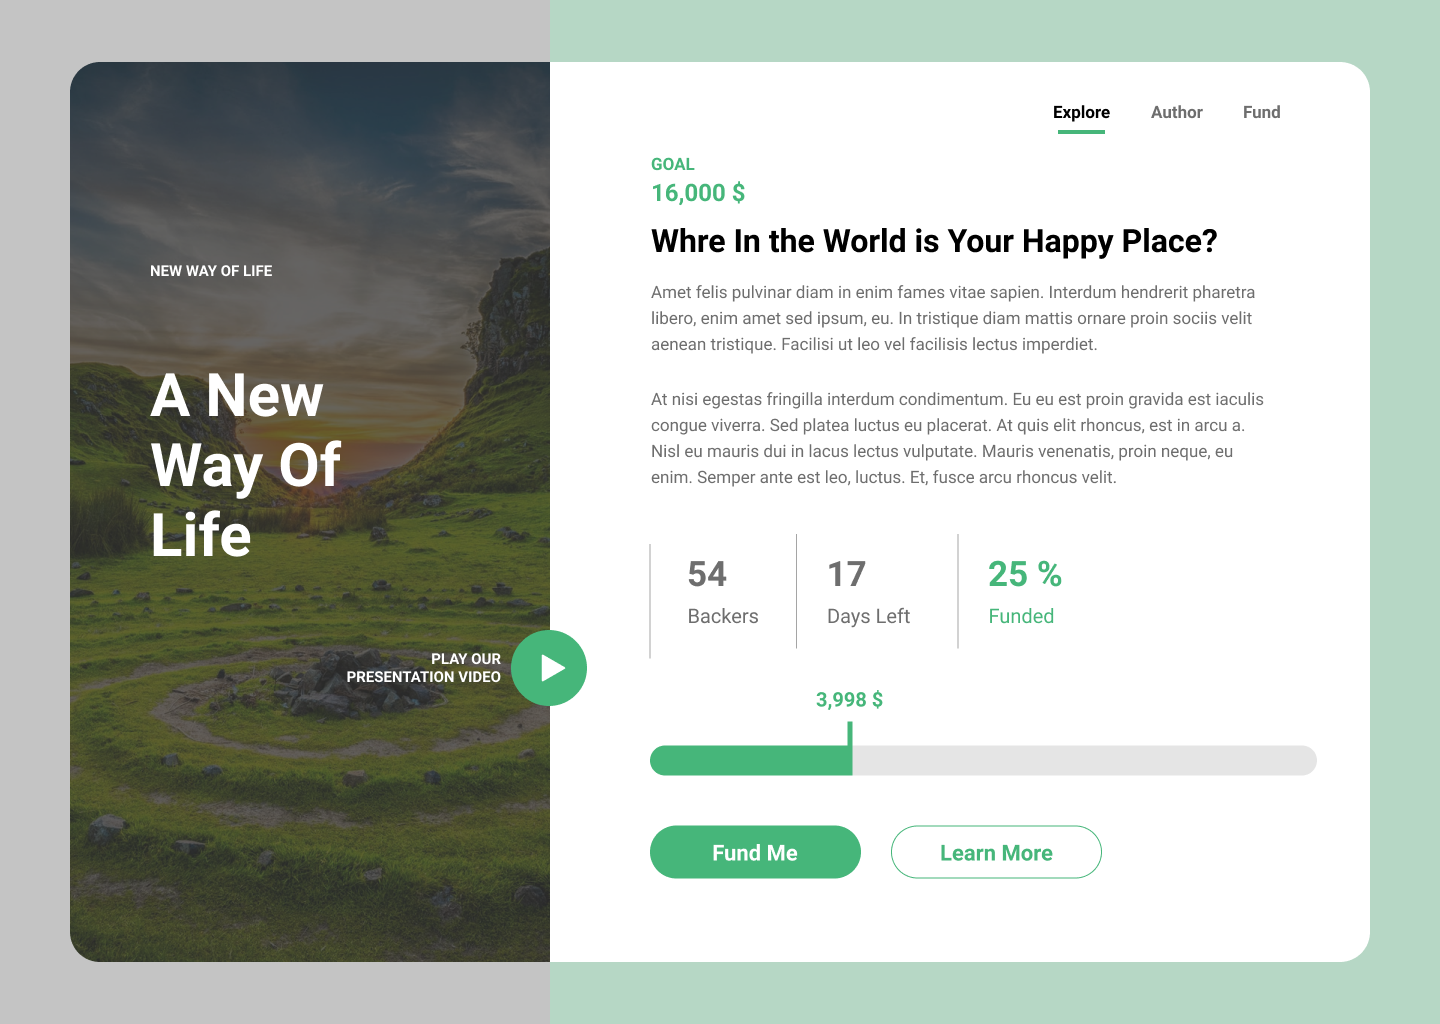 NEW WAY OF LIFE
A New
Way Of
Life
PLAY OUR
PRESENTATION VIDEO
Explore Author Fund
GOAL
16,000 $
Whre In the World is Your Happy Place?
Amet felis pulvinar diam in enim fames vitae sapien. Interdum hendrerit pharetra
libero, enim amet sed ipsum, eu. In tristique diam mattis ornare proin sociis velit
aenean tristique. Facilisi ut leo vel facilisis lectus imperdiet.
At nisi egestas fringilla interdum condimentum. Eu eu est proin gravida est iaculis
congue viverra. Sed platea luctus eu placerat. At quis elit rhoncus, est in arcu a.
Nisl eu mauris dui in lacus lectus vulputate. Mauris venenatis, proin neque, eu
enim. Semper ante est leo, luctus. Et, fusce arcu rhoncus velit.
54
Backers
17
Days Left
25 %
Funded
3,998 $
Fund Me
Learn More